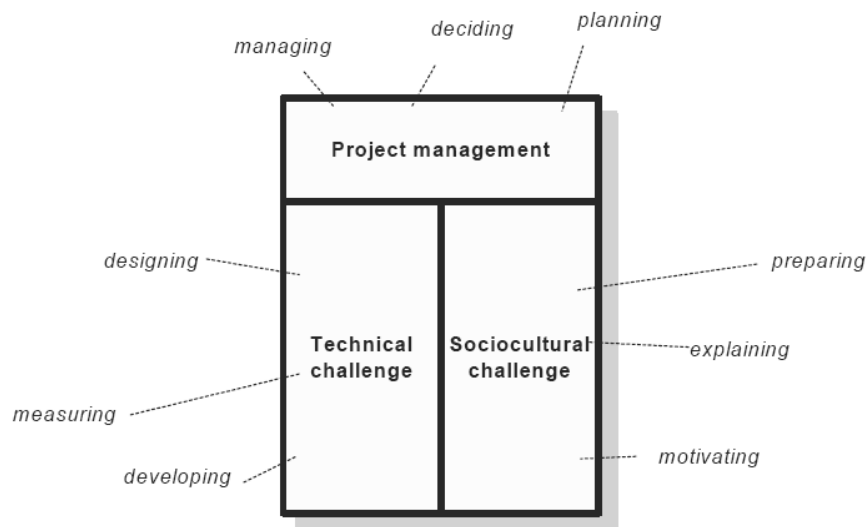 planning
deciding
managing
Project management
designing
preparing
Technical
challenge
Sociocultural
challenge
explaining
measuring
motivating
developing